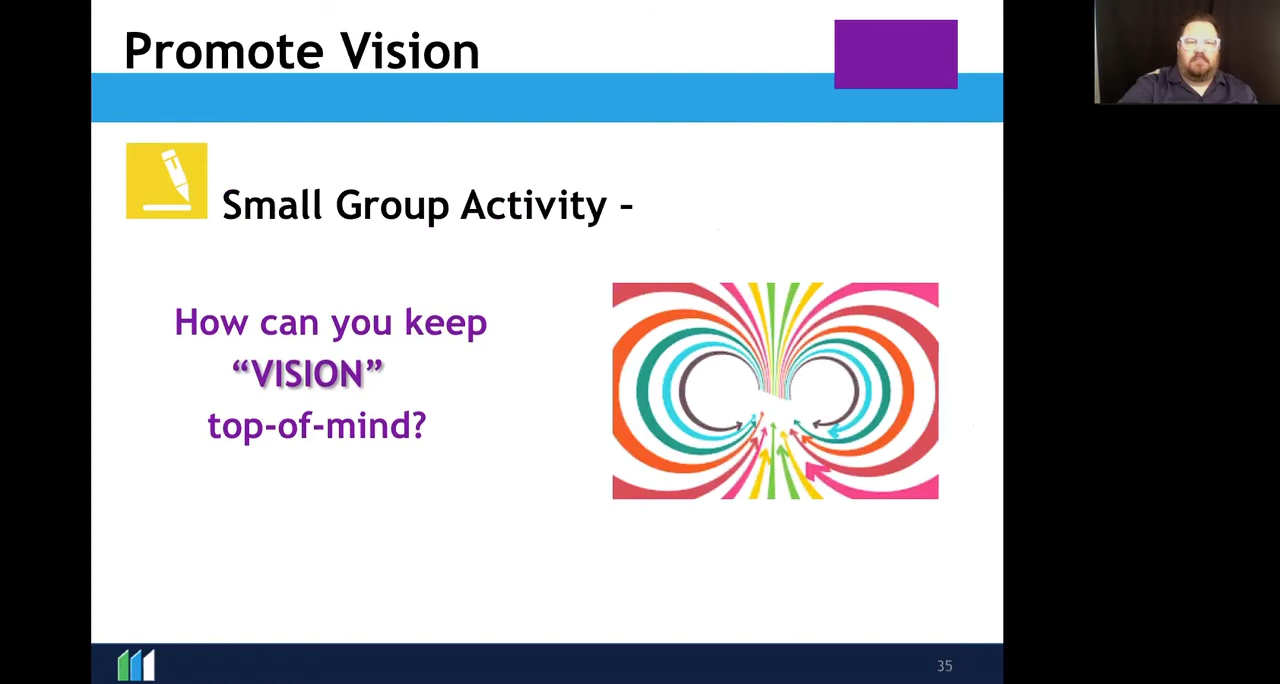 Promote Vision
Small Group Activity –
How can you keep
“VISION”
top-of-mind?
35